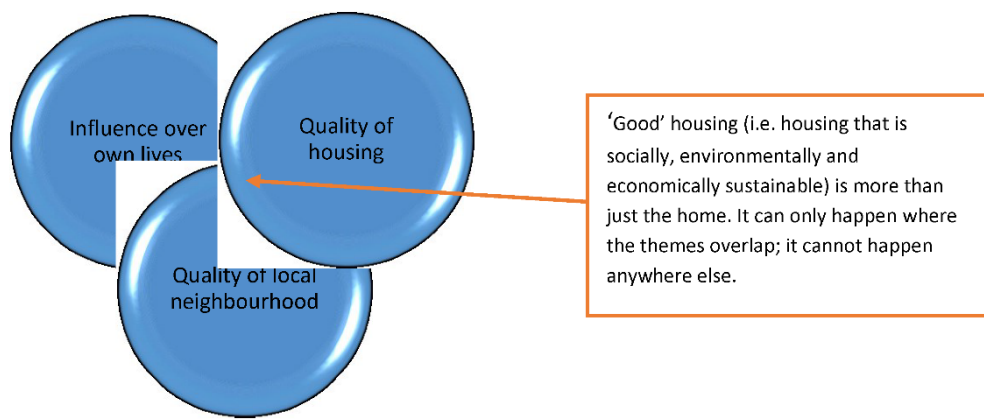 Influence over
own lives
Quality of
housing
Quality of local
neighbourhood
‘Good’ housing (i.e. housing that is
socially, environmentally and
economically sustainable) is more than
just the home. It can only happen where
the themes overlap; it cannot happen
anywhere else.